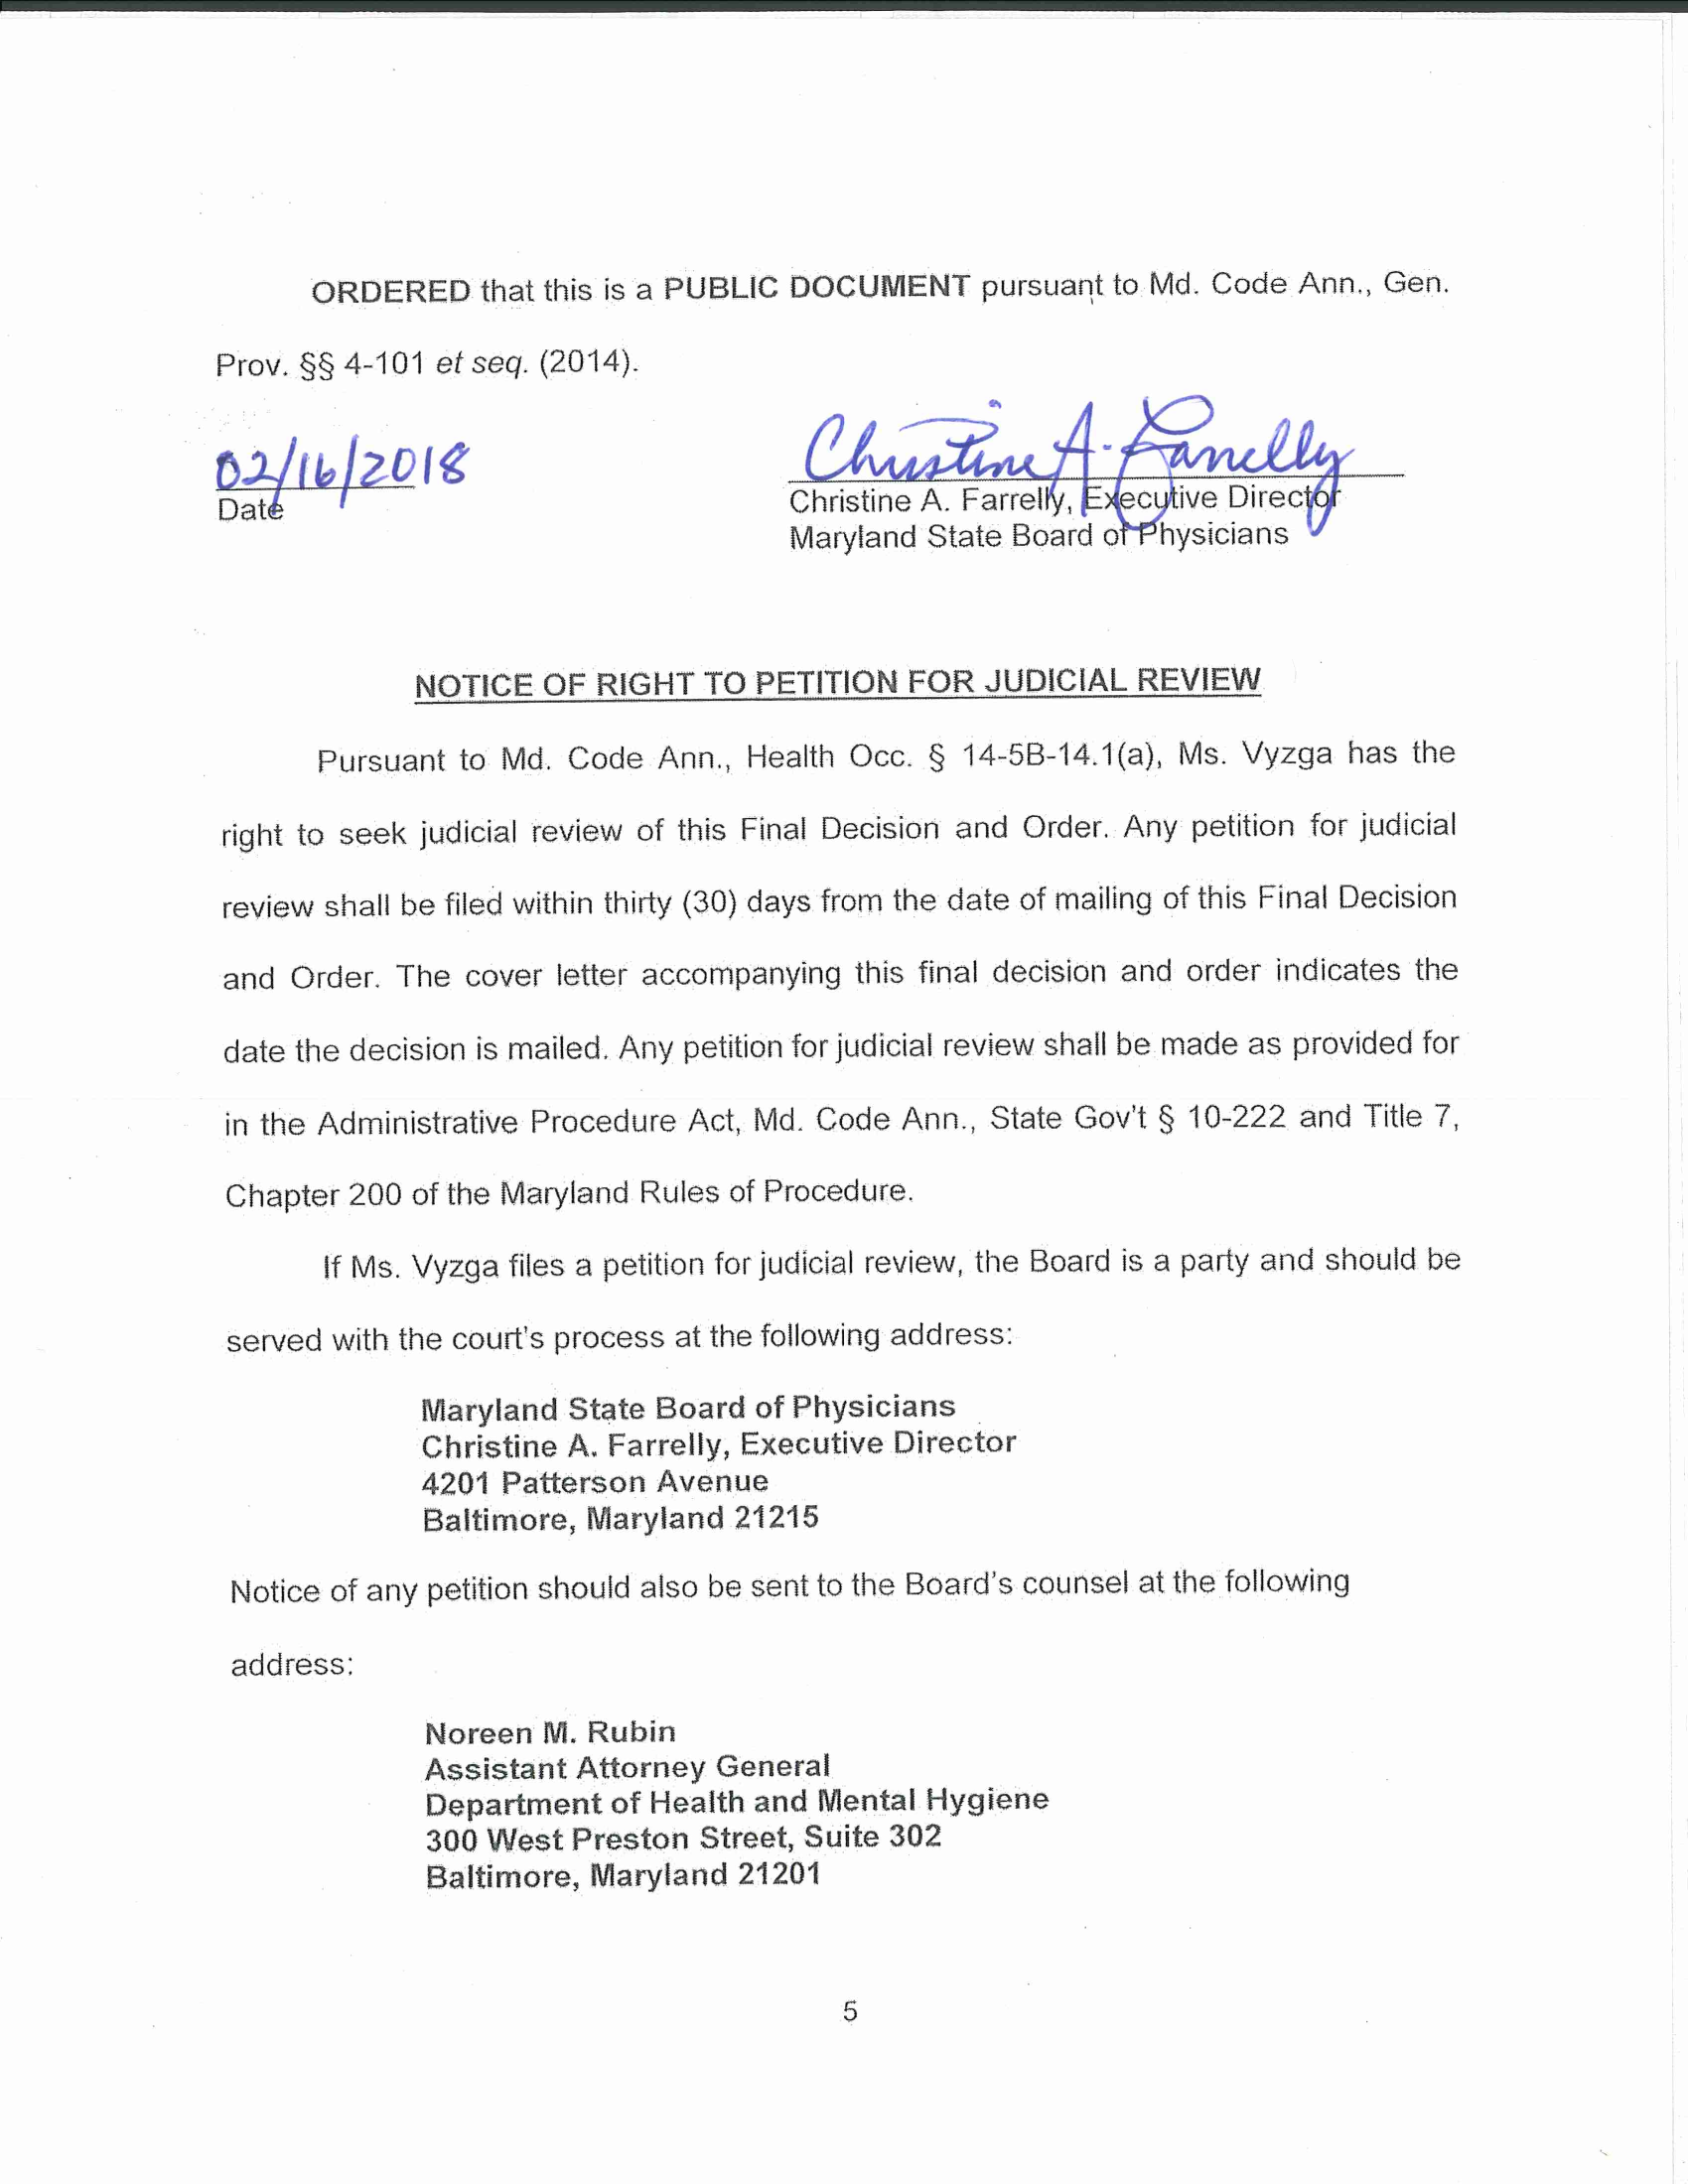 ORDERED that this is a PUBLIC DOCUMENT pursuant to Md. Code Ann., Gen.
Prov. §§ 4-101 et seq. (2014).
02/16/2018 Christine A. Farrelly
Date Christine A. Farrelly, Executive Director
Maryland State Board of Physicians
NOTICE OF RIGHT TO PETITION FOR JUDICIAL REVIEW
Pursuant to Md. Code Ann., Health Occ. § 14-5B-14.1(a), Ms. Vyzga has the
right to seek judicial review of this Final Decision and Order. Any petition for judicial
review shall be filed within thirty (30) days from the date of mailing of this Final Decision
and Order. The cover letter accompanying this final decision and order indicates the
date the decision is mailed. Any petition for judicial review shall be made as provided for
in the Administrative Procedure Act, Md. Code Ann., State Gov't § 10-222 and Title 7,
Chapter 200 of the Maryland Rules of Procedure.
If Ms. Vyzga files a petition for judicial review, the Board is a party and should be
served with the court's process at the following address:
Maryland State Board of Physicians
Christine A. Farrelly, Executive Director
4201 Patterson Avenue
Baltimore, Maryland 21215
Notice of any petition should also be sent to the Board's counsel at the following
address:
Noreen M. Rubin
Assistant Attorney General
Department of Health and Mental Hygiene
300 West Preston Street, Suite 302
Baltimore, Maryland 21201
5